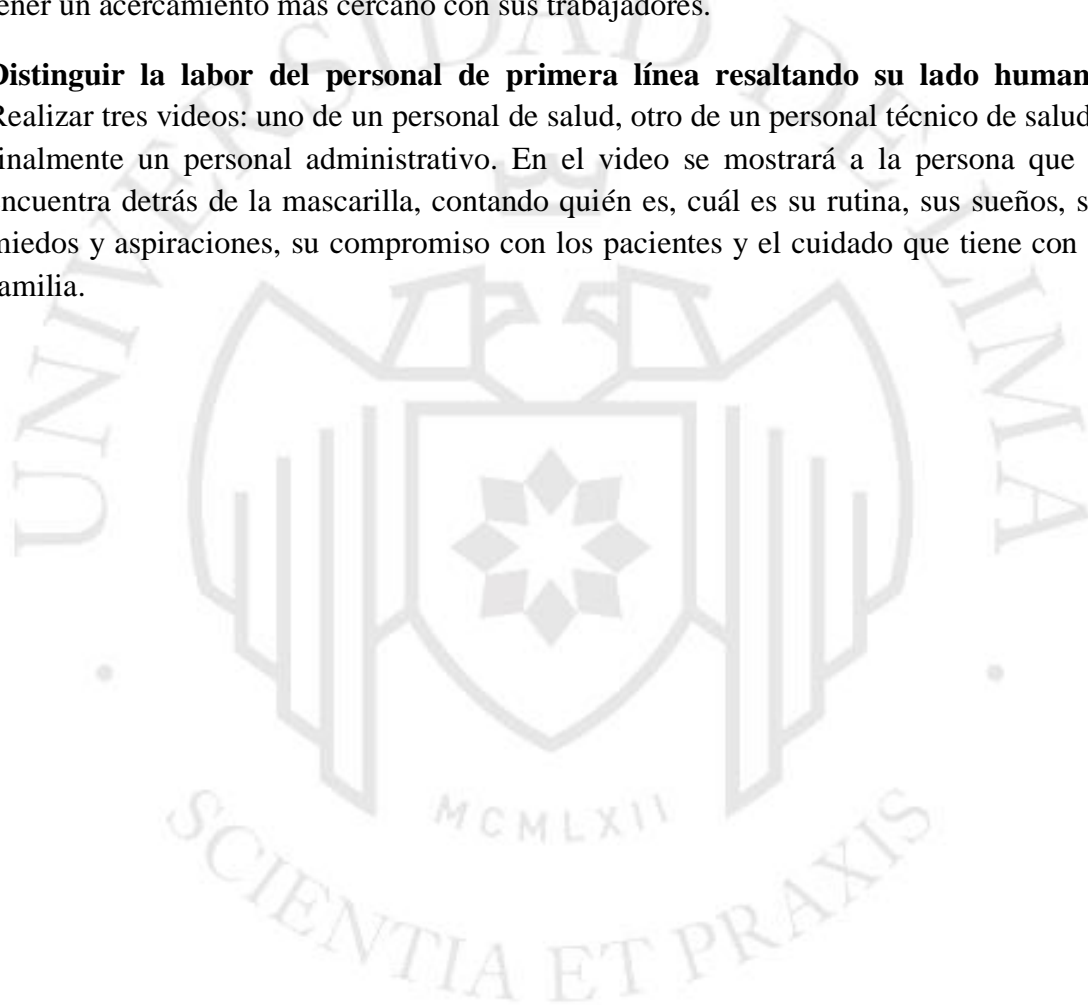 tener un acercamiento más cercano con sus trabajadores.
Distinguir la labor del personal de primera línea resaltando su lado human
Realizar tres videos: uno de un personal de salud, otro de un personal técnico de salud
finalmente un personal administrativo. En el video se mostrará a la persona que
encuentra detrás de la mascarilla, contando quién es, cuál es su rutina, sus sueños, s
miedos y aspiraciones, su compromiso con los pacientes y el cuidado que tiene con
familia.
UNIVERSIDAD DE LIMA
MCMLXII
SCIENTIA ET PRAXIS